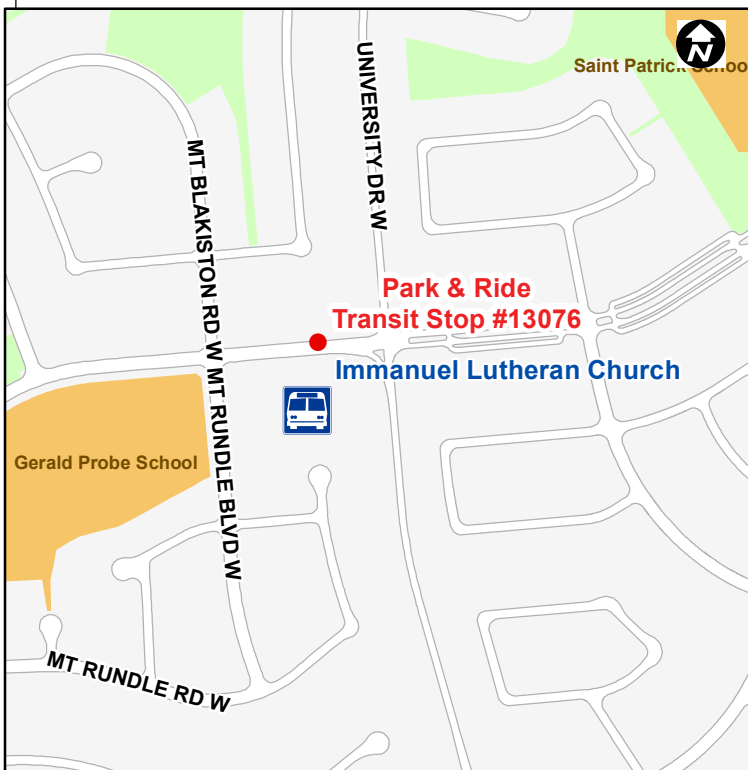 N
Saint Patrick School
UNIVERSITY DR W
MT BLAKISTON RD W
Park & Ride
Transit Stop #13076
Immanuel Lutheran Church
MT RUNDLE BLVD W
Gerald Probe School
MT RUNDLE RD W